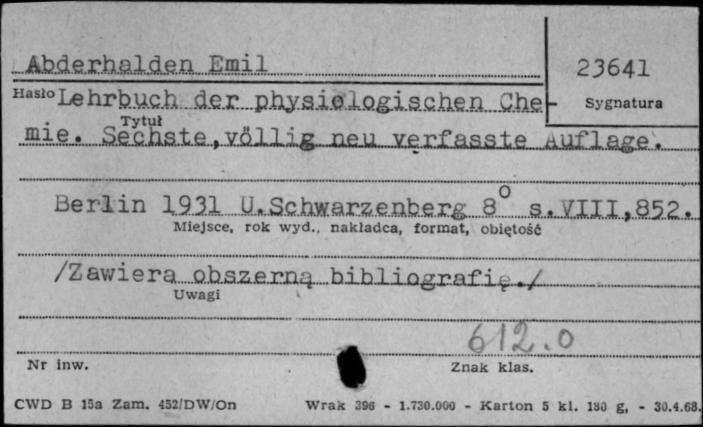 Abderhalden Emil
23641
Hasło Lehrbuch der physiologischen Che-
Sygnatura
Tytuł
mie. Sechste, völlig neu verfasste Auflage.
Berlin 1931 U.Schwarzenberg 8° s.VIII,852.
Miejsce, rok wyd., nakładca, format, objętość
/Zawiera obszerną bibliografię./
Uwagi
612.0
Nr inw.
Znak klas.
CWD B 15a Zam. 452/DW/On Wrak 396 - 1.730.000 - Karton 5 kl. 180 g, - 30.4.68.